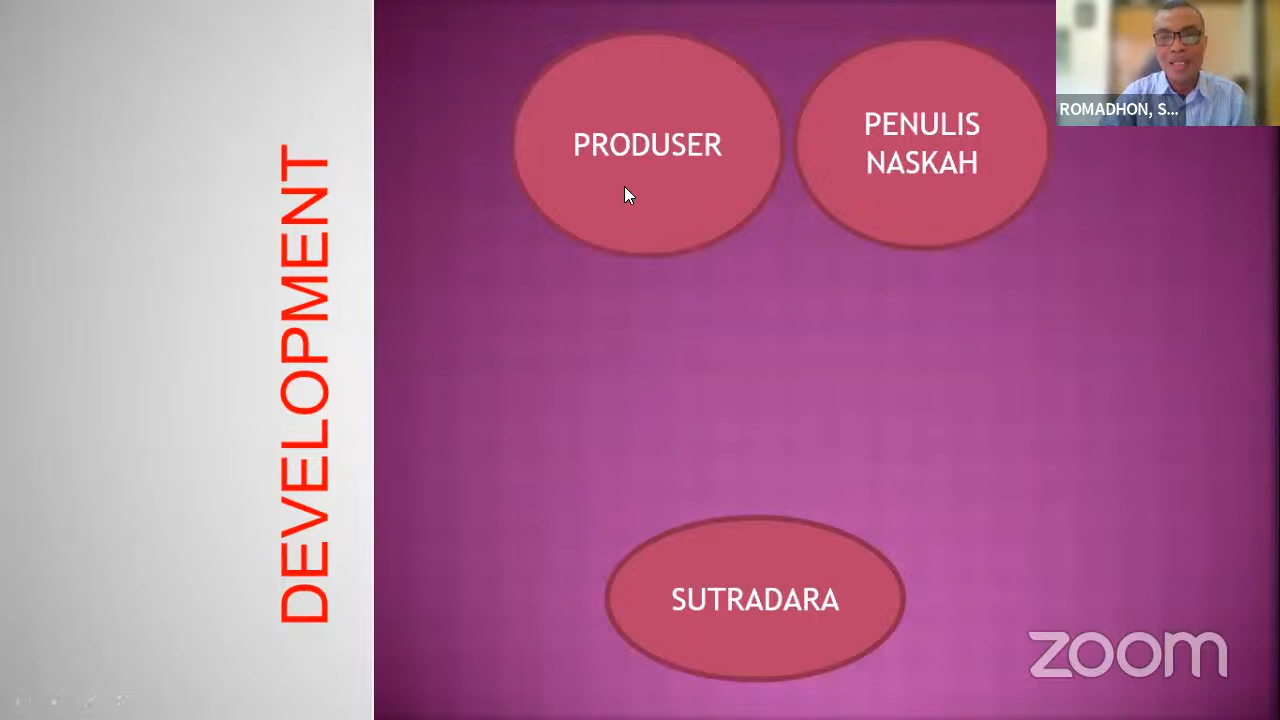 DEVELOPMENT
PRODUSER
PENULIS
NASKAH
ROMADHON, S...
SUTRADARA
zoom